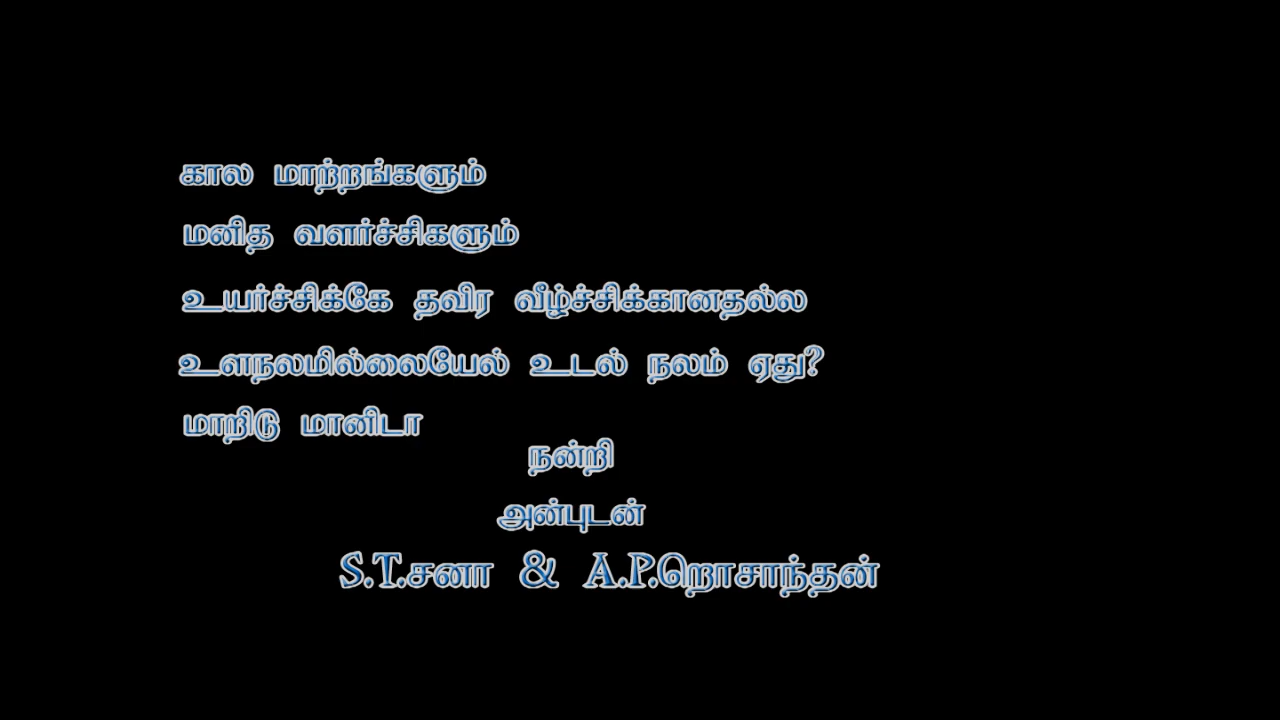 கால மாற்றங்களும்
மனித வளர்ச்சிகளும்
உயர்ச்சிக்கே தவிர வீழ்ச்சிக்கானதல்ல
உளநலமில்லையேல் உடல் நலம் ஏது?
மாறிடு மானிடா
நன்றி
அன்புடன்
S.T.சனா & A.P.றொசாந்தன்